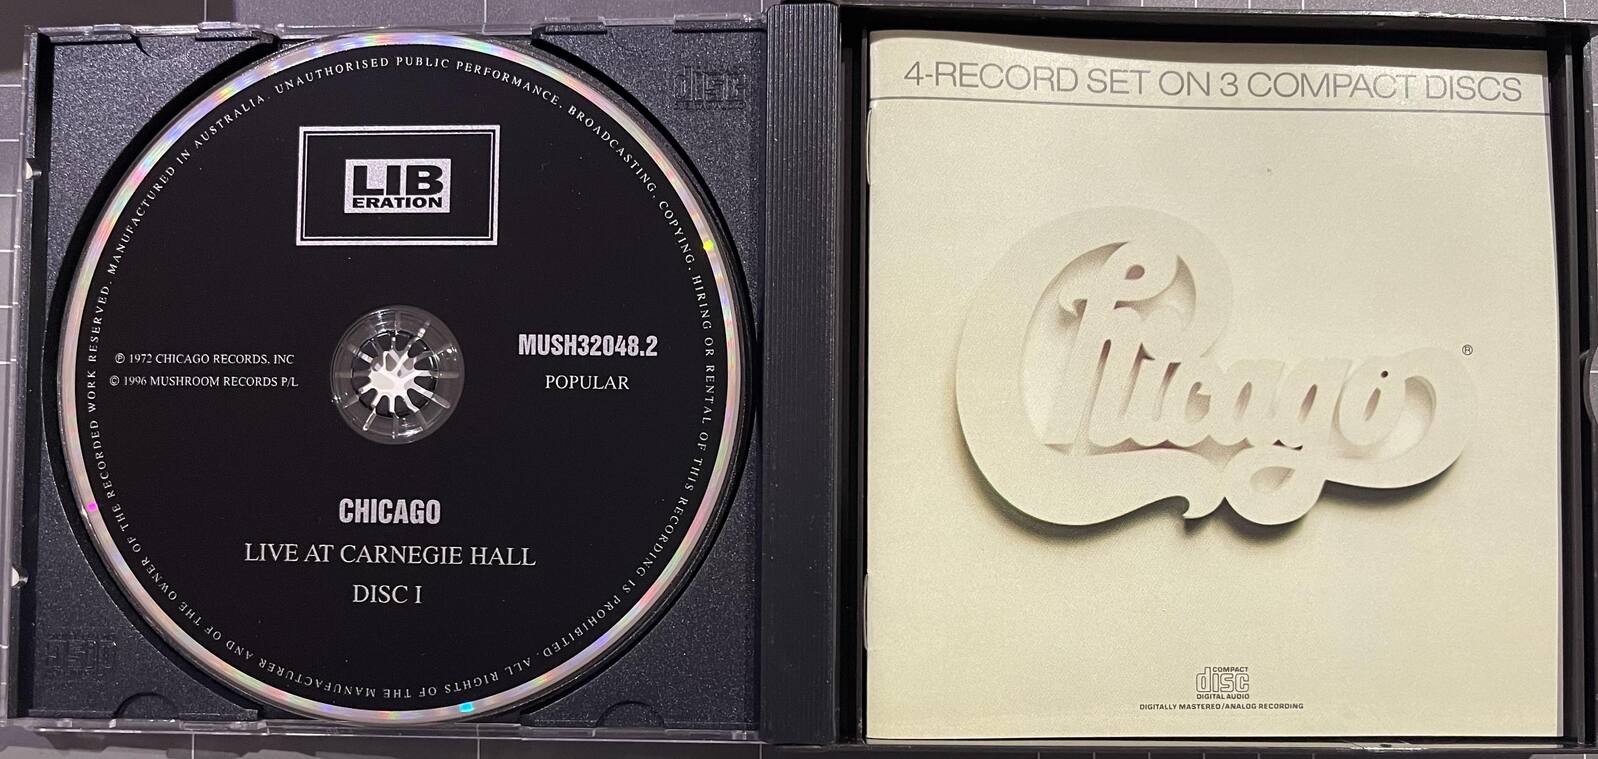 UNAUTHORISED PUBLIC PERFORMANCE. BROADCASTING. COPYING. HIRING OR RENTAL OF THIS RECORDING IS PROHIBITED. ALL RIGHTS OF THE MANUFACTURER AND OF THE OWNER OF THE RECORDED WORK RESERVED. MANUFACTURED IN AUSTRALIA.
LIB
ERATION
℗ 1972 CHICAGO RECORDS, INC
© 1996 MUSHROOM RECORDS P/L
MUSH32048.2
POPULAR
CHICAGO
LIVE AT CARNEGIE HALL
DISC I
disc
disc
4-RECORD SET ON 3 COMPACT DISCS
Chicago®
COMPACT
disc
DIGITAL AUDIO
DIGITALLY MASTERED/ANALOG RECORDING